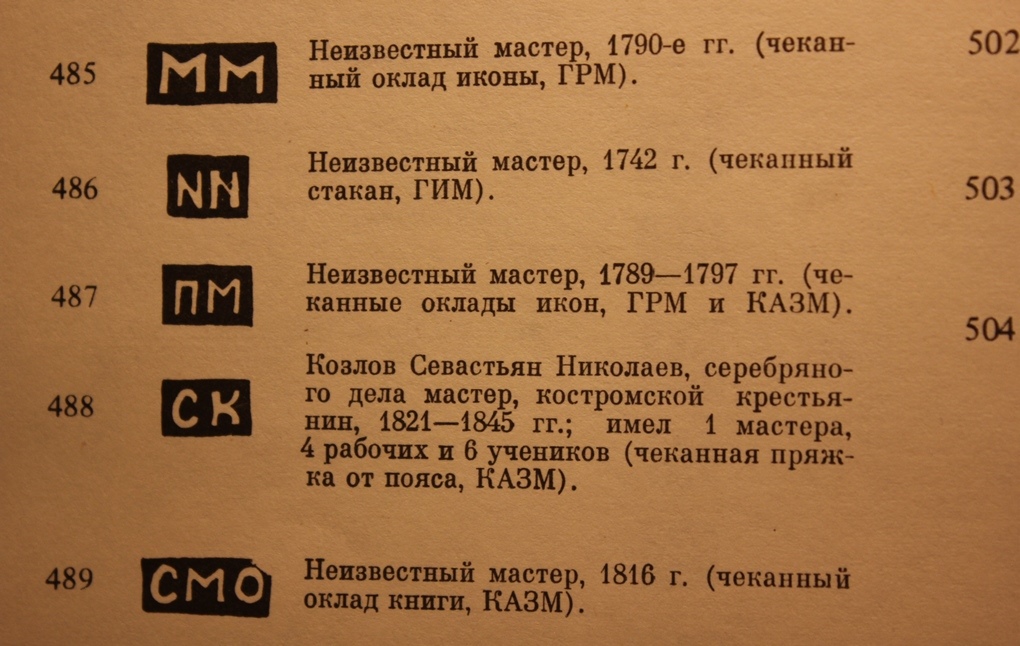 485 ММ Неизвестный мастер, 1790-е гг. (чекан-
ный оклад иконы, ГРМ).
486 NN Неизвестный мастер, 1742 г. (чеканный
стакан, ГИМ).
487 ПМ Неизвестный мастер, 1789—1797 гг. (че-
канные оклады икон, ГРМ и КАЗМ).
488 СК Козлов Севастьян Николаев, серебряно-
го дела мастер, костромской крестья-
нин, 1821—1845 гг.; имел 1 мастера,
4 рабочих и 6 учеников (чеканная пряж-
ка от пояса, КАЗМ).
489 СМО Неизвестный мастер, 1816 г. (чеканный
оклад книги, КАЗМ).
502
503
504